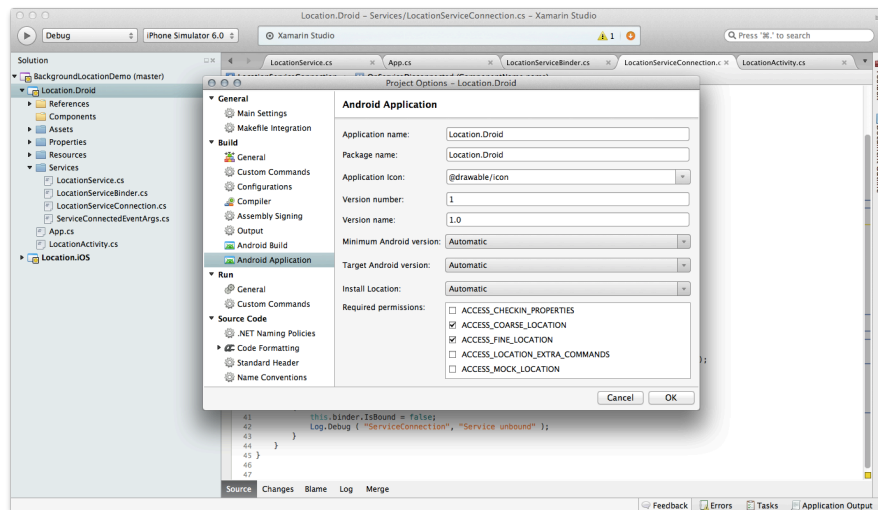 Location.Droid – Services/LocationServiceConnection.cs – Xamarin Studio
Debug
iPhone Simulator 6.0
Xamarin Studio
1
Press '⌘.' to search
Solution
LocationService.cs
App.cs
LocationServiceBinder.cs
LocationServiceConnection.c
LocationActivity.cs
BackgroundLocationDemo (master)
Location.Droid
References
Components
Assets
Properties
Resources
Services
LocationService.cs
LocationServiceBinder.cs
LocationServiceConnection.cs
ServiceConnectedEventArgs.cs
App.cs
LocationActivity.cs
Location.iOS
Project Options – Location.Droid
General
Main Settings
Makefile Integration
Build
General
Custom Commands
Configurations
Compiler
Assembly Signing
Output
Android Build
Android Application
Run
General
Custom Commands
Source Code
.NET Naming Policies
Code Formatting
Standard Header
Name Conventions
Android Application
Application name: Location.Droid
Package name: Location.Droid
Application Icon: @drawable/icon
Version number: 1
Version name: 1.0
Minimum Android version: Automatic
Target Android version: Automatic
Install Location: Automatic
Required permissions:
ACCESS_CHECKIN_PROPERTIES
ACCESS_COARSE_LOCATION
ACCESS_FINE_LOCATION
ACCESS_LOCATION_EXTRA_COMMANDS
ACCESS_MOCK_LOCATION
Cancel OK
);
41 this.binder.IsBound = false;
42 Log.Debug ( "ServiceConnection", "Service unbound" );
43 }
44 }
45 }
46
47
Source Changes Blame Log Merge
Feedback Errors Tasks Application Output